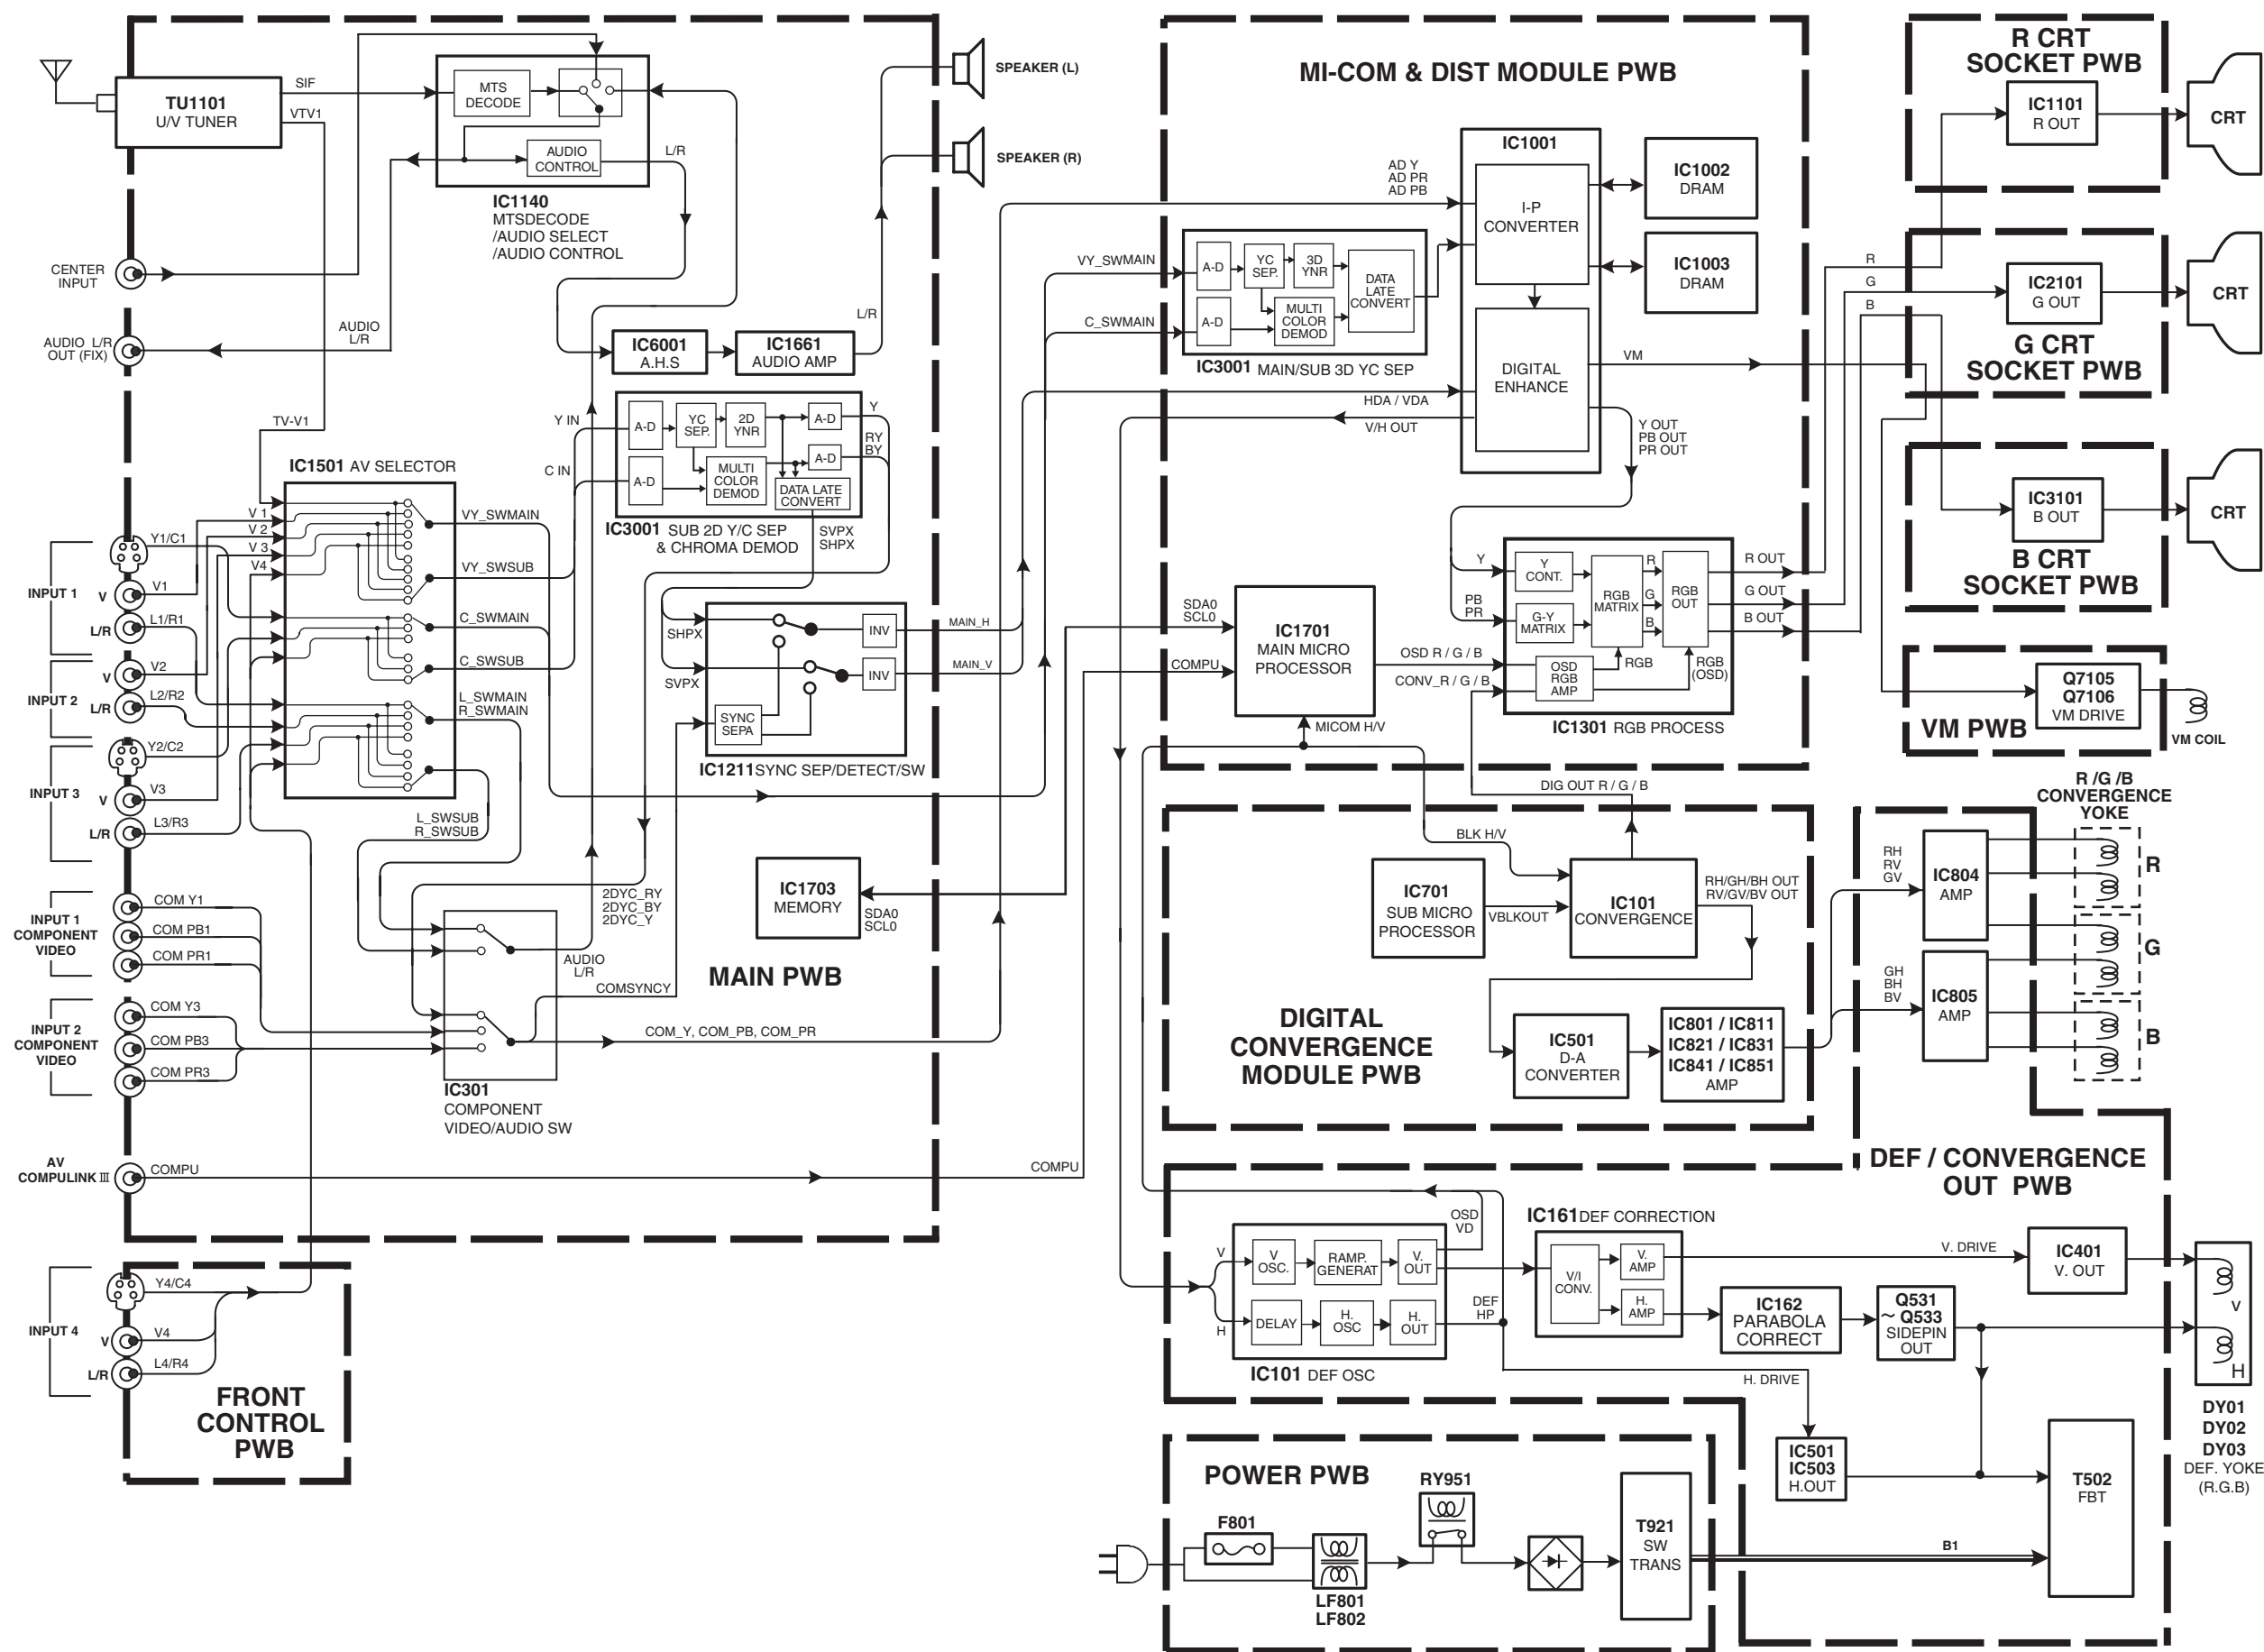 TU1101
U/V TUNER
SIF
VTV1
MTS
DECODE
AUDIO
CONTROL
L/R
IC1140
MTSDECODE
/AUDIO SELECT
/AUDIO CONTROL
SPEAKER (L)
SPEAKER (R)
CENTER
INPUT
AUDIO L/R
OUT (FIX)
AUDIO
L/R
L/R
IC6001
A.H.S
IC1661
AUDIO AMP
TV-V1
Y IN
C IN
A-D
YC
SEP.
2D
YNR
A-D
Y
RY
BY
A-D
MULTI
COLOR
DEMOD
A-D
DATA LATE
CONVERT
IC3001 SUB 2D Y/C SEP
& CHROMA DEMOD
SVPX
SHPX
IC1501 AV SELECTOR
V 1
V 2
V 3
V4
VY_SWMAIN
VY_SWSUB
C_SWMAIN
C_SWSUB
L_SWMAIN
R_SWMAIN
L_SWSUB
R_SWSUB
INPUT 1
Y1/C1
V
V1
L/R
L1/R1
INPUT 2
V
V2
L/R
L2/R2
INPUT 3
Y2/C2
V
V3
L/R
L3/R3
SHPX
SVPX
INV
INV
SYNC
SEPA
MAIN_H
MAIN_V
IC1211SYNC SEP/DETECT/SW
INPUT 1
COMPONENT
VIDEO
COM Y1
COM PB1
COM PR1
INPUT 2
COMPONENT
VIDEO
COM Y3
COM PB3
COM PR3
2DYC_RY
2DYC_BY
2DYC_Y
AUDIO
L/R
COMSYNCY
COM_Y, COM_PB, COM_PR
IC301
COMPONENT
VIDEO/AUDIO SW
IC1703
MEMORY
SDA0
SCL0
MAIN PWB
AV
COMPULINK III
COMPU
COMPU
INPUT 4
Y4/C4
V
V4
L/R
L4/R4
FRONT
CONTROL
PWB
MI-COM & DIST MODULE PWB
VY_SWMAIN
C_SWMAIN
A-D
YC
SEP.
3D
YNR
A-D
MULTI
COLOR
DEMOD
DATA
LATE
CONVERT
IC3001 MAIN/SUB 3D YC SEP
AD Y
AD PR
AD PB
IC1001
I-P
CONVERTER
DIGITAL
ENHANCE
IC1002
DRAM
IC1003
DRAM
VM
HDA / VDA
V/H OUT
Y OUT
PB OUT
PR OUT
SDA0
SCL0
COMPU
IC1701
MAIN MICRO
PROCESSOR
OSD R / G / B
CONV_R / G / B
MICOM H/V
Y
PB
PR
Y
CONT.
G-Y
MATRIX
RGB
MATRIX
R
G
B
RGB
OUT
OSD
RGB
AMP
RGB
RGB
(OSD)
R OUT
G OUT
B OUT
IC1301 RGB PROCESS
R
G
B
R CRT
SOCKET PWB
IC1101
R OUT
CRT
IC2101
G OUT
CRT
G CRT
SOCKET PWB
IC3101
B OUT
CRT
B CRT
SOCKET PWB
Q7105
Q7106
VM DRIVE
VM PWB
VM COIL
DIG OUT R / G / B
BLK H/V
IC701
SUB MICRO
PROCESSOR
VBLKOUT
IC101
CONVERGENCE
RH/GH/BH OUT
RV/GV/BV OUT
IC501
D-A
CONVERTER
IC801 / IC811
IC821 / IC831
IC841 / IC851
AMP
DIGITAL
CONVERGENCE
MODULE PWB
R /G /B
CONVERGENCE
YOKE
RH
RV
GV
IC804
AMP
GH
BH
BV
IC805
AMP
R
G
B
DEF / CONVERGENCE
OUT PWB
V
V
OSC.
RAMP.
GENERAT
V.
OUT
H
DELAY
H.
OSC
H.
OUT
OSD
VD
DEF
HP
IC101 DEF OSC
IC161DEF CORRECTION
V/I
CONV.
V.
AMP
H.
AMP
V. DRIVE
IC401
V. OUT
IC162
PARABOLA
CORRECT
Q531
~ Q533
SIDEPIN
OUT
V
H
DY01
DY02
DY03
DEF. YOKE
(R.G.B)
H. DRIVE
IC501
IC503
H.OUT
T502
FBT
B1
POWER PWB
F801
LF801
LF802
RY951
T921
SW
TRANS